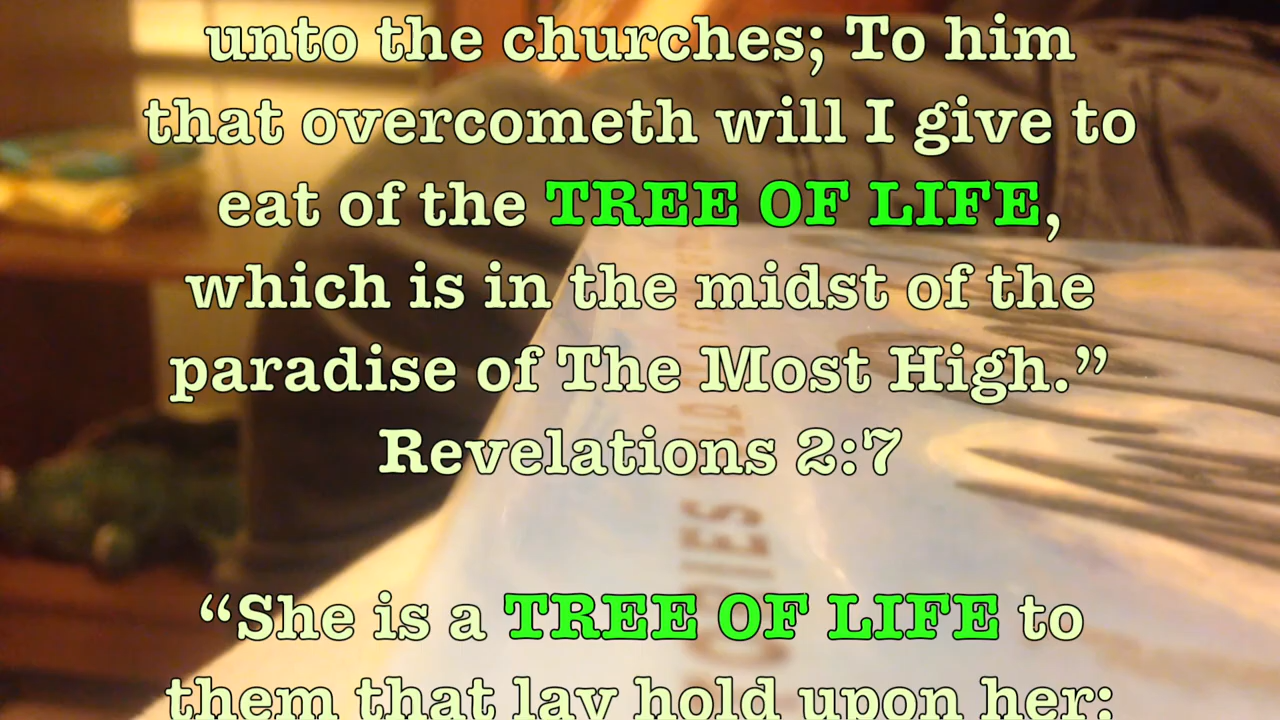 unto the churches; To him
that overcometh will I give to
eat of the TREE OF LIFE,
which is in the midst of the
paradise of The Most High.”
Revelations 2:7
“She is a TREE OF LIFE to
them that lay hold upon her: